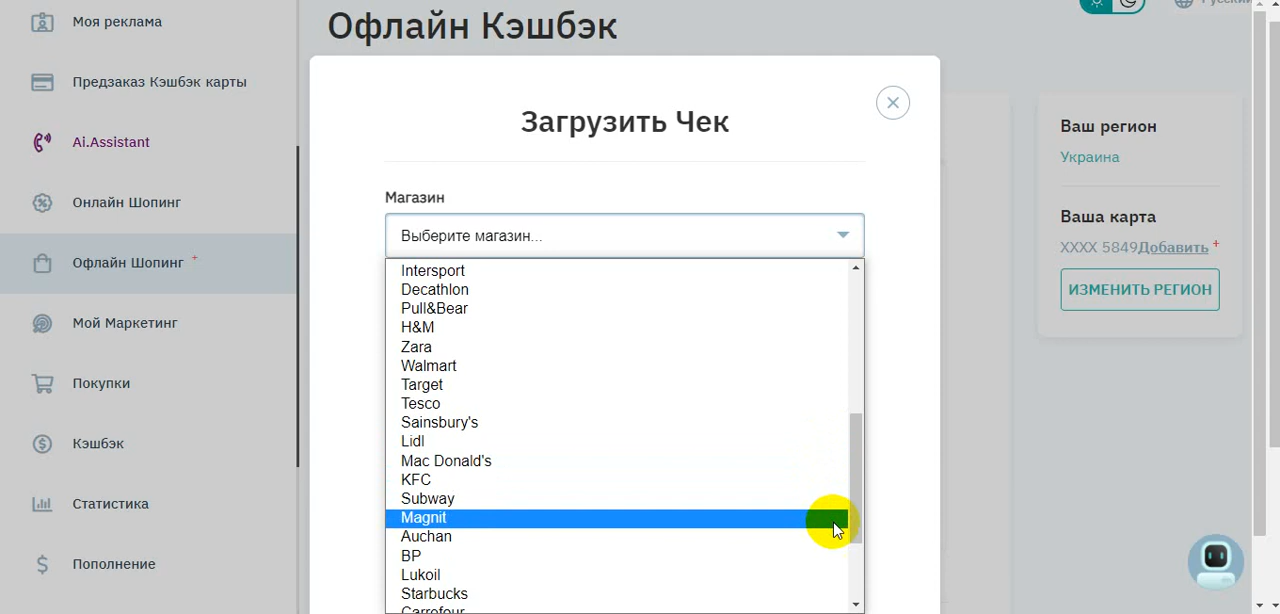 Моя реклама
Предзаказ Кэшбэк карты
Ai.Assistant
Онлайн Шопинг
Офлайн Шопинг +
Мой Маркетинг
Покупки
Кэшбэк
Статистика
Пополнение
Офлайн Кэшбэк
Русский
Загрузить Чек
Магазин
Выберите магазин...
Intersport
Decathlon
Pull&Bear
H&M
Zara
Walmart
Target
Tesco
Sainsbury's
Lidl
Mac Donald's
KFC
Subway
Magnit
Auchan
BP
Lukoil
Starbucks
Carrefour
Ваш регион
Украина
Ваша карта
XXXX 5849Добавить +
ИЗМЕНИТЬ РЕГИОН